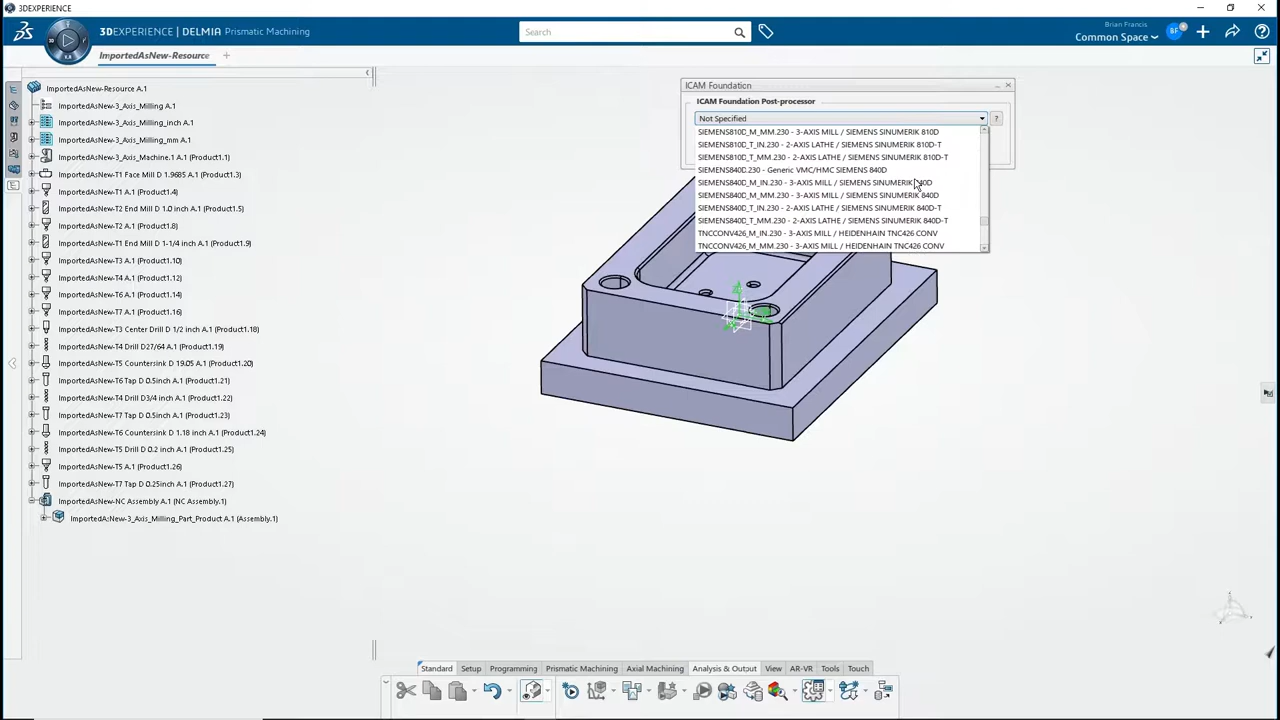 3DEXPERIENCE
3DEXPERIENCE | DELMIA Prismatic Machining
Search
Brian Francis
Common Space
BF
ImportedAsNew-Resource
ICAM Foundation
ICAM Foundation Post-processor
Not Specified
?
SIEMENS810D_M_MM.230 - 3-AXIS MILL / SIEMENS SINUMERIK 810D
SIEMENS810D_T_IN.230 - 2-AXIS LATHE / SIEMENS SINUMERIK 810D-T
SIEMENS810D_T_MM.230 - 2-AXIS LATHE / SIEMENS SINUMERIK 810D-T
SIEMENS840D.230 - Generic VMC/HMC SIEMENS 840D
SIEMENS840D_M_IN.230 - 3-AXIS MILL / SIEMENS SINUMERIK 840D
SIEMENS840D_M_MM.230 - 3-AXIS MILL / SIEMENS SINUMERIK 840D
SIEMENS840D_T_IN.230 - 2-AXIS LATHE / SIEMENS SINUMERIK 840D-T
SIEMENS840D_T_MM.230 - 2-AXIS LATHE / SIEMENS SINUMERIK 840D-T
TNCCONV426_M_IN.230 - 3-AXIS MILL / HEIDENHAIN TNC426 CONV
TNCCONV426_M_MM.230 - 3-AXIS MILL / HEIDENHAIN TNC426 CONV
ImportedAsNew-Resource A.1
ImportedAsNew-3_Axis_Milling A.1
ImportedAsNew-3_Axis_Milling_inch A.1
ImportedAsNew-3_Axis_Milling_mm A.1
ImportedAsNew-3_Axis_Machine.1 A.1 (Product1.1)
ImportedAsNew-T1 Face Mill D 1.9685 A.1 (Product1.3)
ImportedAsNew-T1 A.1 (Product1.4)
ImportedAsNew-T2 End Mill D 1.0 inch A.1 (Product1.5)
ImportedAsNew-T2 A.1 (Product1.8)
ImportedAsNew-T1 End Mill D 1-1/4 inch A.1 (Product1.9)
ImportedAsNew-T3 A.1 (Product1.10)
ImportedAsNew-T4 A.1 (Product1.12)
ImportedAsNew-T6 A.1 (Product1.14)
ImportedAsNew-T7 A.1 (Product1.16)
ImportedAsNew-T3 Center Drill D 1/2 inch A.1 (Product1.18)
ImportedAsNew-T4 Drill D27/64 A.1 (Product1.19)
ImportedAsNew-T5 Countersink D 19.05 A.1 (Product1.20)
ImportedAsNew-T6 Tap D 0.5inch A.1 (Product1.21)
ImportedAsNew-T4 Drill D3/4 inch A.1 (Product1.22)
ImportedAsNew-T7 Tap D 0.5inch A.1 (Product1.23)
ImportedAsNew-T6 Countersink D 1.18 inch A.1 (Product1.24)
ImportedAsNew-T5 Drill D 0.2 inch A.1 (Product1.25)
ImportedAsNew-T5 A.1 (Product1.26)
ImportedAsNew-T7 Tap D 0.25inch A.1 (Product1.27)
ImportedAsNew-NC Assembly A.1 (NC Assembly.1)
ImportedAsNew-3_Axis_Milling_Part_Product A.1 (Assembly.1)
Standard Setup Programming Prismatic Machining Axial Machining Analysis & Output View AR-VR Tools Touch